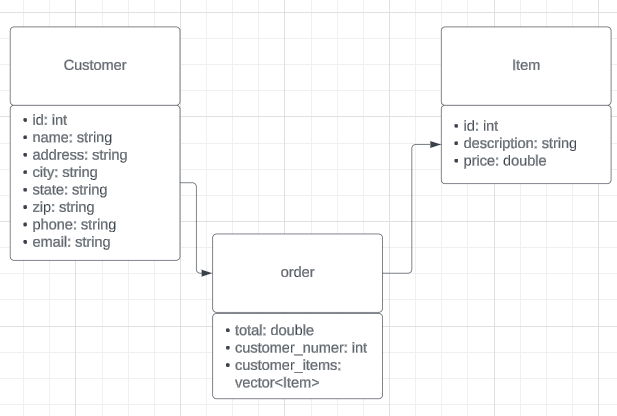 Customer
• id: int
• name: string
• address: string
• city: string
• state: string
• zip: string
• phone: string
• email: string
Item
• id: int
• description: string
• price: double
order
• total: double
• customer_numer: int
• customer_items:
vector<Item>